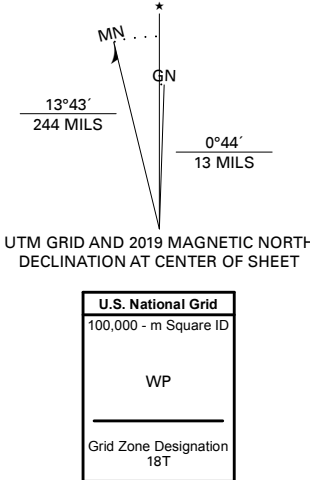 ★
MN
GN
13°43´
244 MILS
0°44´
13 MILS
UTM GRID AND 2019 MAGNETIC NORTH
DECLINATION AT CENTER OF SHEET
U.S. National Grid
100,000 - m Square ID
WP
Grid Zone Designation
18T